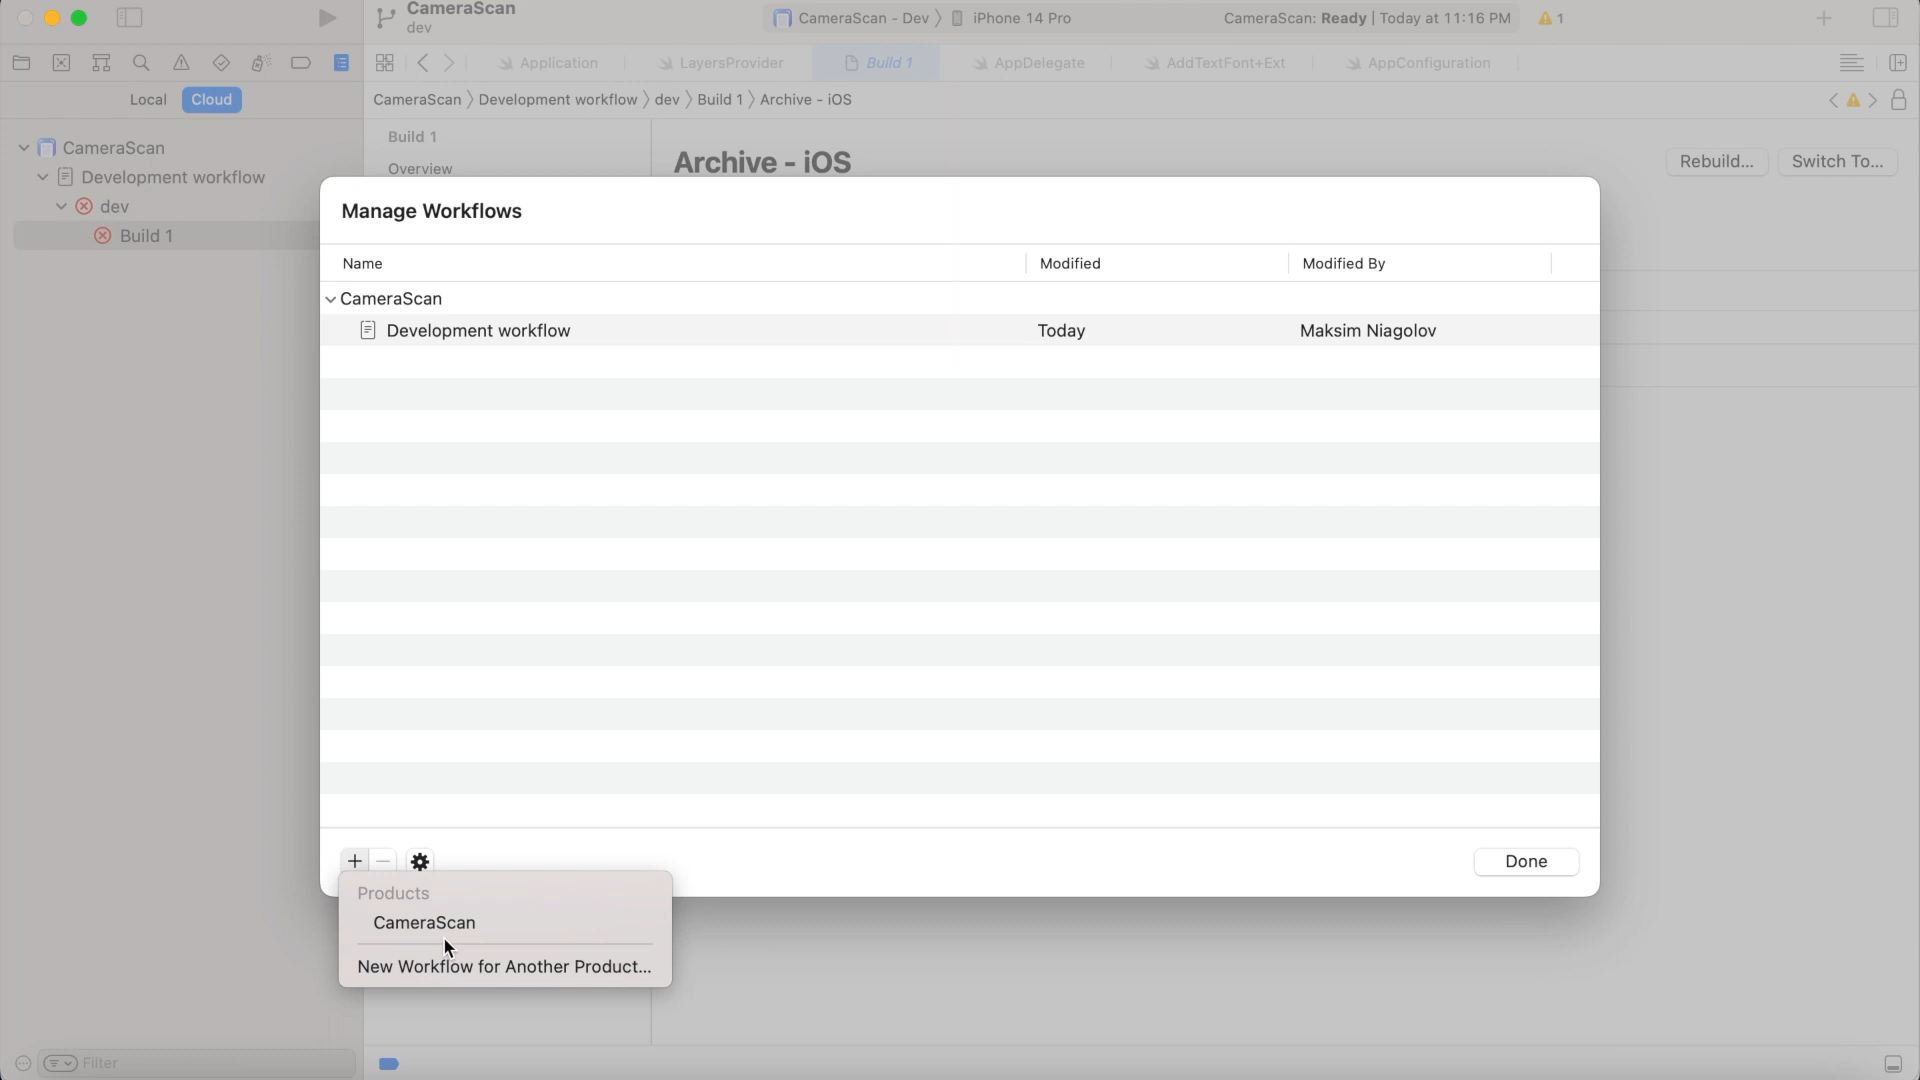 CameraScan
dev
CameraScan - Dev 〉 iPhone 14 Pro
CameraScan: Ready | Today at 11:16 PM
1
Application
LayersProvider
Build 1
AppDelegate
AddTextFont+Ext
AppConfiguration
Local
Cloud
CameraScan 〉 Development workflow 〉 dev 〉 Build 1 〉 Archive - iOS
CameraScan
Development workflow
dev
Build 1
Build 1
Overview
Archive - iOS
Rebuild...
Switch To...
Manage Workflows
Name
Modified
Modified By
CameraScan
Development workflow
Today
Maksim Niagolov
Done
Products
CameraScan
New Workflow for Another Product...
Filter